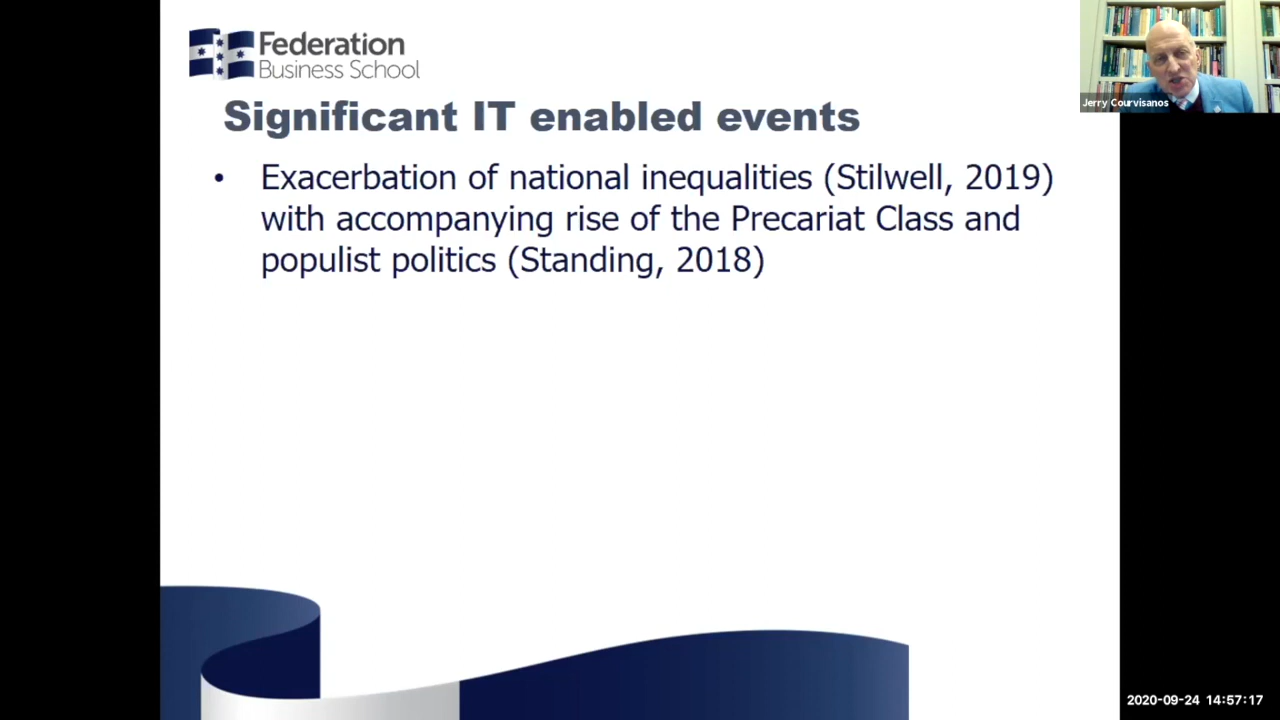 Federation
Business School
Jerry Courvisanos
Significant IT enabled events
• Exacerbation of national inequalities (Stilwell, 2019)
with accompanying rise of the Precariat Class and
populist politics (Standing, 2018)
2020-09-24 14:57:17